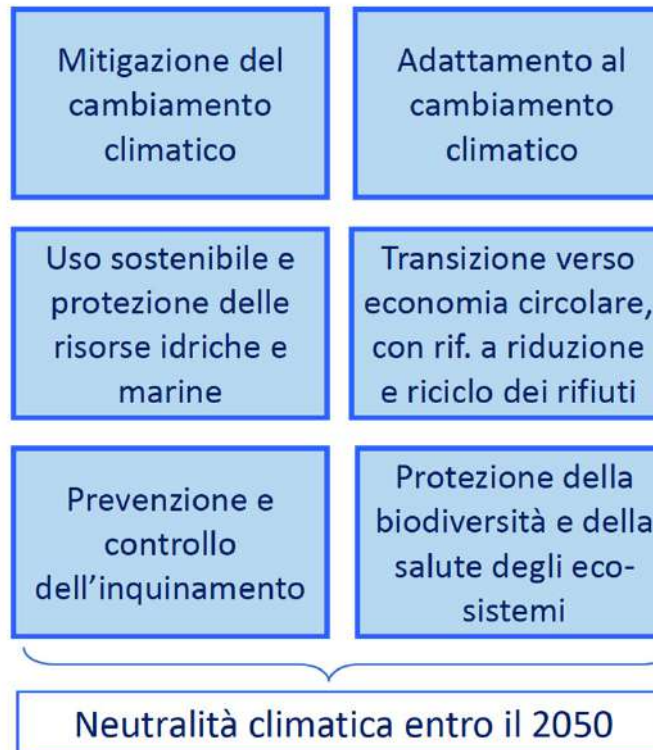 Mitigazione del
cambiamento
climatico
Adattamento al
cambiamento
climatico
Uso sostenibile e
protezione delle
risorse idriche e
marine
Transizione verso
economia circolare,
con rif. a riduzione
e riciclo dei rifiuti
Prevenzione e
controllo
dell’inquinamento
Protezione della
biodiversità e della
salute degli eco-
sistemi
Neutralità climatica entro il 2050